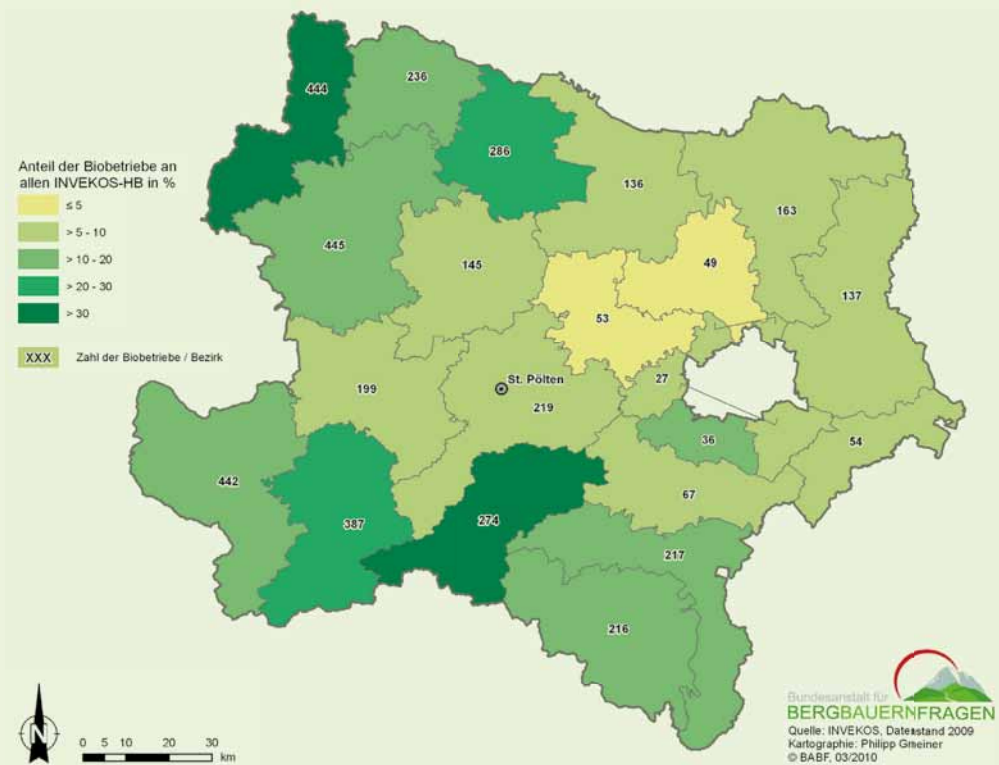 444
236
286
136
163
445
145
49
137
53
Anteil der Biobetriebe an
allen INVEKOS-HB in %
≤ 5
> 5 - 10
> 10 - 20
> 20 - 30
> 30
XXX Zahl der Biobetriebe / Bezirk
199
St. Pölten
219
27
36
54
442
387
274
67
217
216
N
0 5 10 20 30
km
Bundesanstalt für
BERGBAUERNFRAGEN
Quelle: INVEKOS, Datenstand 2009
Kartographie: Philipp Gmeiner
© BABF, 03/2010